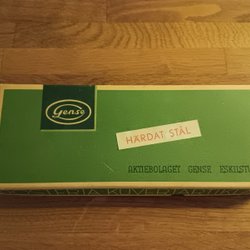 Gense
HÄRDAT STÅL
AKTIEBOLAGET GENSE ESKILSTUNA